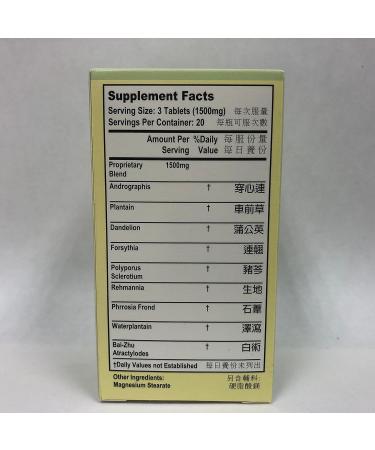 Supplement Facts
Serving Size: 3 Tablets (1500mg) 每次服量
Servings Per Container: 20 每瓶可服次數
Amount Per %Daily 每服份量
Serving Value 每日養份
Proprietary 1500mg
Blend
Andrographis † 穿心連
Plantain † 車前草
Dandelion † 蒲公英
Forsythia † 連翹
Polyporus † 豬苓
Sclerotium
Rehmannia † 生地
Phrrosia Frond † 石葦
Waterplantain † 澤瀉
Bai-Zhu † 白術
Atractylodes
†Daily Values not Established 每日養份未列出
Other Ingredients: 另含輔料:
Magnesium Stearate 硬脂酸鎂